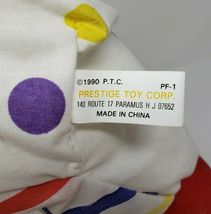 ©1990 P.T.C. PF-1
PRESTIGE TOY CORP.
140 ROUTE 17 PARAMUS H J 07652
MADE IN CHINA